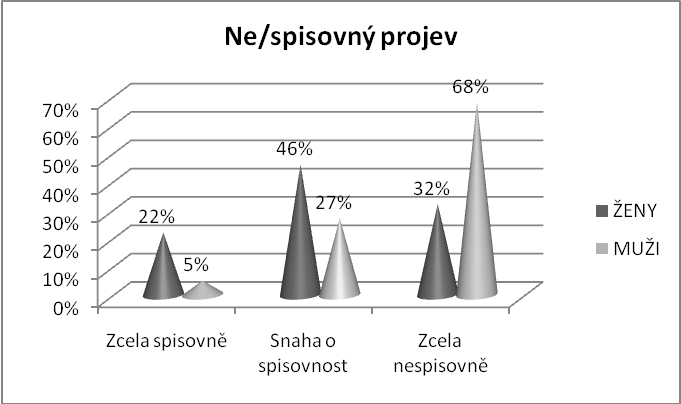 Ne/spisovný projev
70%
60%
50%
40%
30%
20%
10%
0%
22%
5%
46%
27%
32%
68%
Zcela spisovně
Snaha o
spisovnost
Zcela
nespisovně
ŽENY
MUŽI